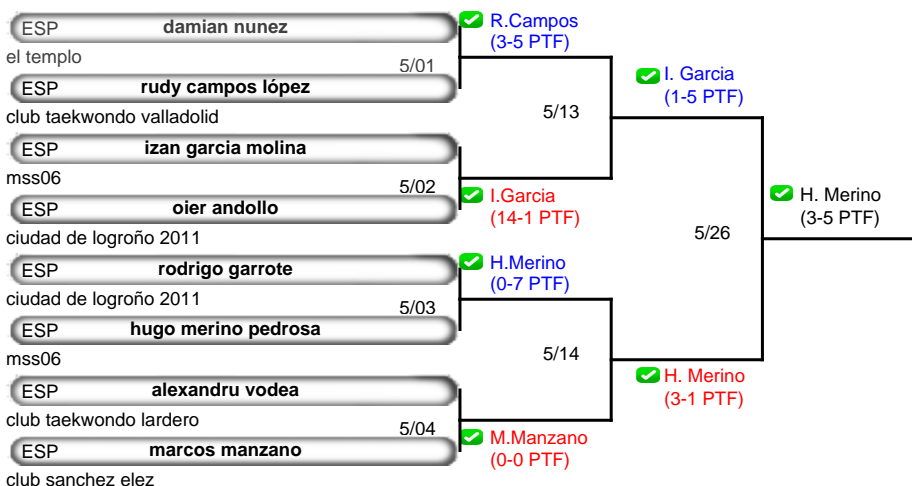 ESP damian nunez
el templo
5/01
ESP rudy campos lópez
club taekwondo valladolid
ESP izan garcia molina
mss06
5/02
ESP oier andollo
ciudad de logroño 2011
ESP rodrigo garrote
ciudad de logroño 2011
5/03
ESP hugo merino pedrosa
mss06
ESP alexandru vodea
club taekwondo lardero
5/04
ESP marcos manzano
club sanchez elez
R.Campos
(3-5 PTF)
5/13
I.Garcia
(14-1 PTF)
H.Merino
(0-7 PTF)
5/14
M.Manzano
(0-0 PTF)
I. Garcia
(1-5 PTF)
5/26
H. Merino
(3-1 PTF)
H. Merino
(3-5 PTF)